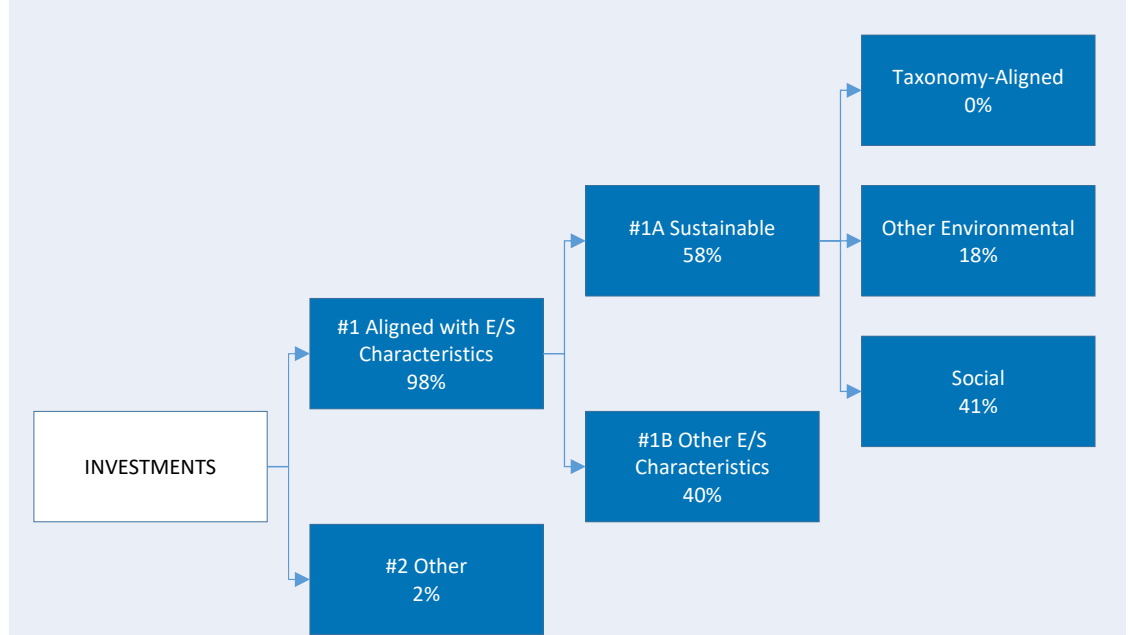 INVESTMENTS
#1 Aligned with E/S
Characteristics
98%
#2 Other
2%
#1A Sustainable
58%
#1B Other E/S
Characteristics
40%
Taxonomy-Aligned
0%
Other Environmental
18%
Social
41%